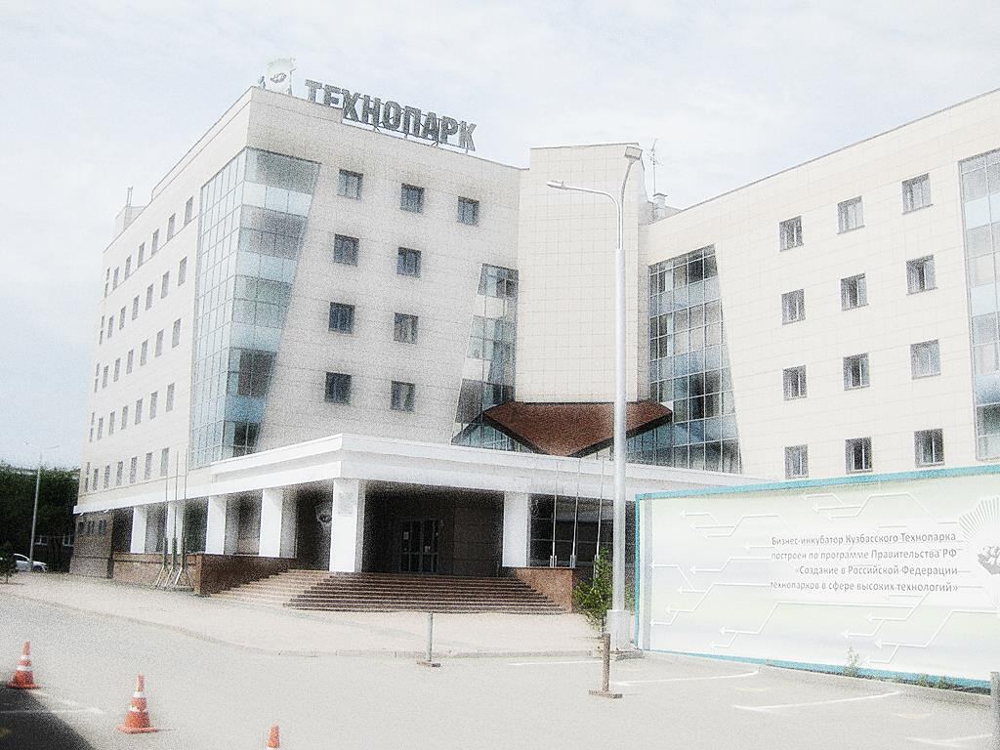 ТЕХНОПАРК
Бизнес-инкубатор Кузбасского Технопарка
построен по программе Правительства РФ
«Создание в Российской Федерации
технопарков в сфере высоких технологий»